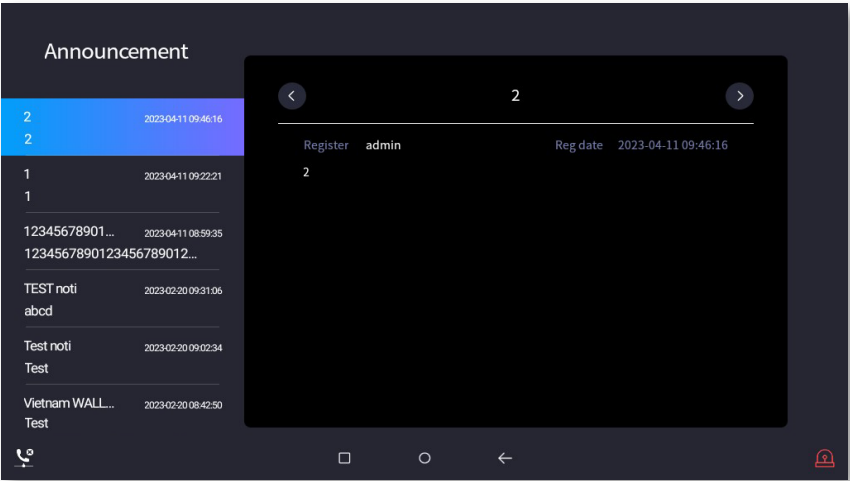 Announcement
2 2023-04-11 09:46:16
2
1 2023-04-11 09:22:21
1
12345678901... 2023-04-11 08:59:35
1234567890123456789012...
TEST noti 2023-02-20 09:31:06
abcd
Test noti 2023-02-20 09:02:34
Test
Vietnam WALL... 2023-02-20 08:42:50
Test
2
Register admin Reg date 2023-04-11 09:46:16
2